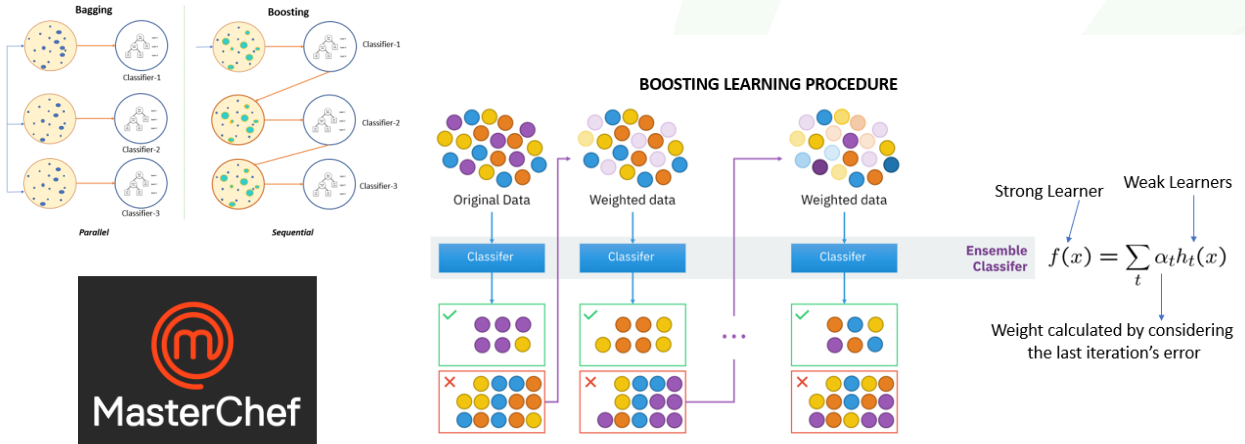 Bagging
Boosting
Classifier-1
Classifier-2
Classifier-3
Parallel
Classifier-1
Classifier-2
Classifier-3
Sequential
MasterChef
BOOSTING LEARNING PROCEDURE
Original Data
Weighted data
Weighted data
Classifer
Classifer
Classifer
Ensemble
Classifer
Strong Learner
Weak Learners
f(x) = ∑ₜ αₜhₜ(x)
Weight calculated by considering
the last iteration's error